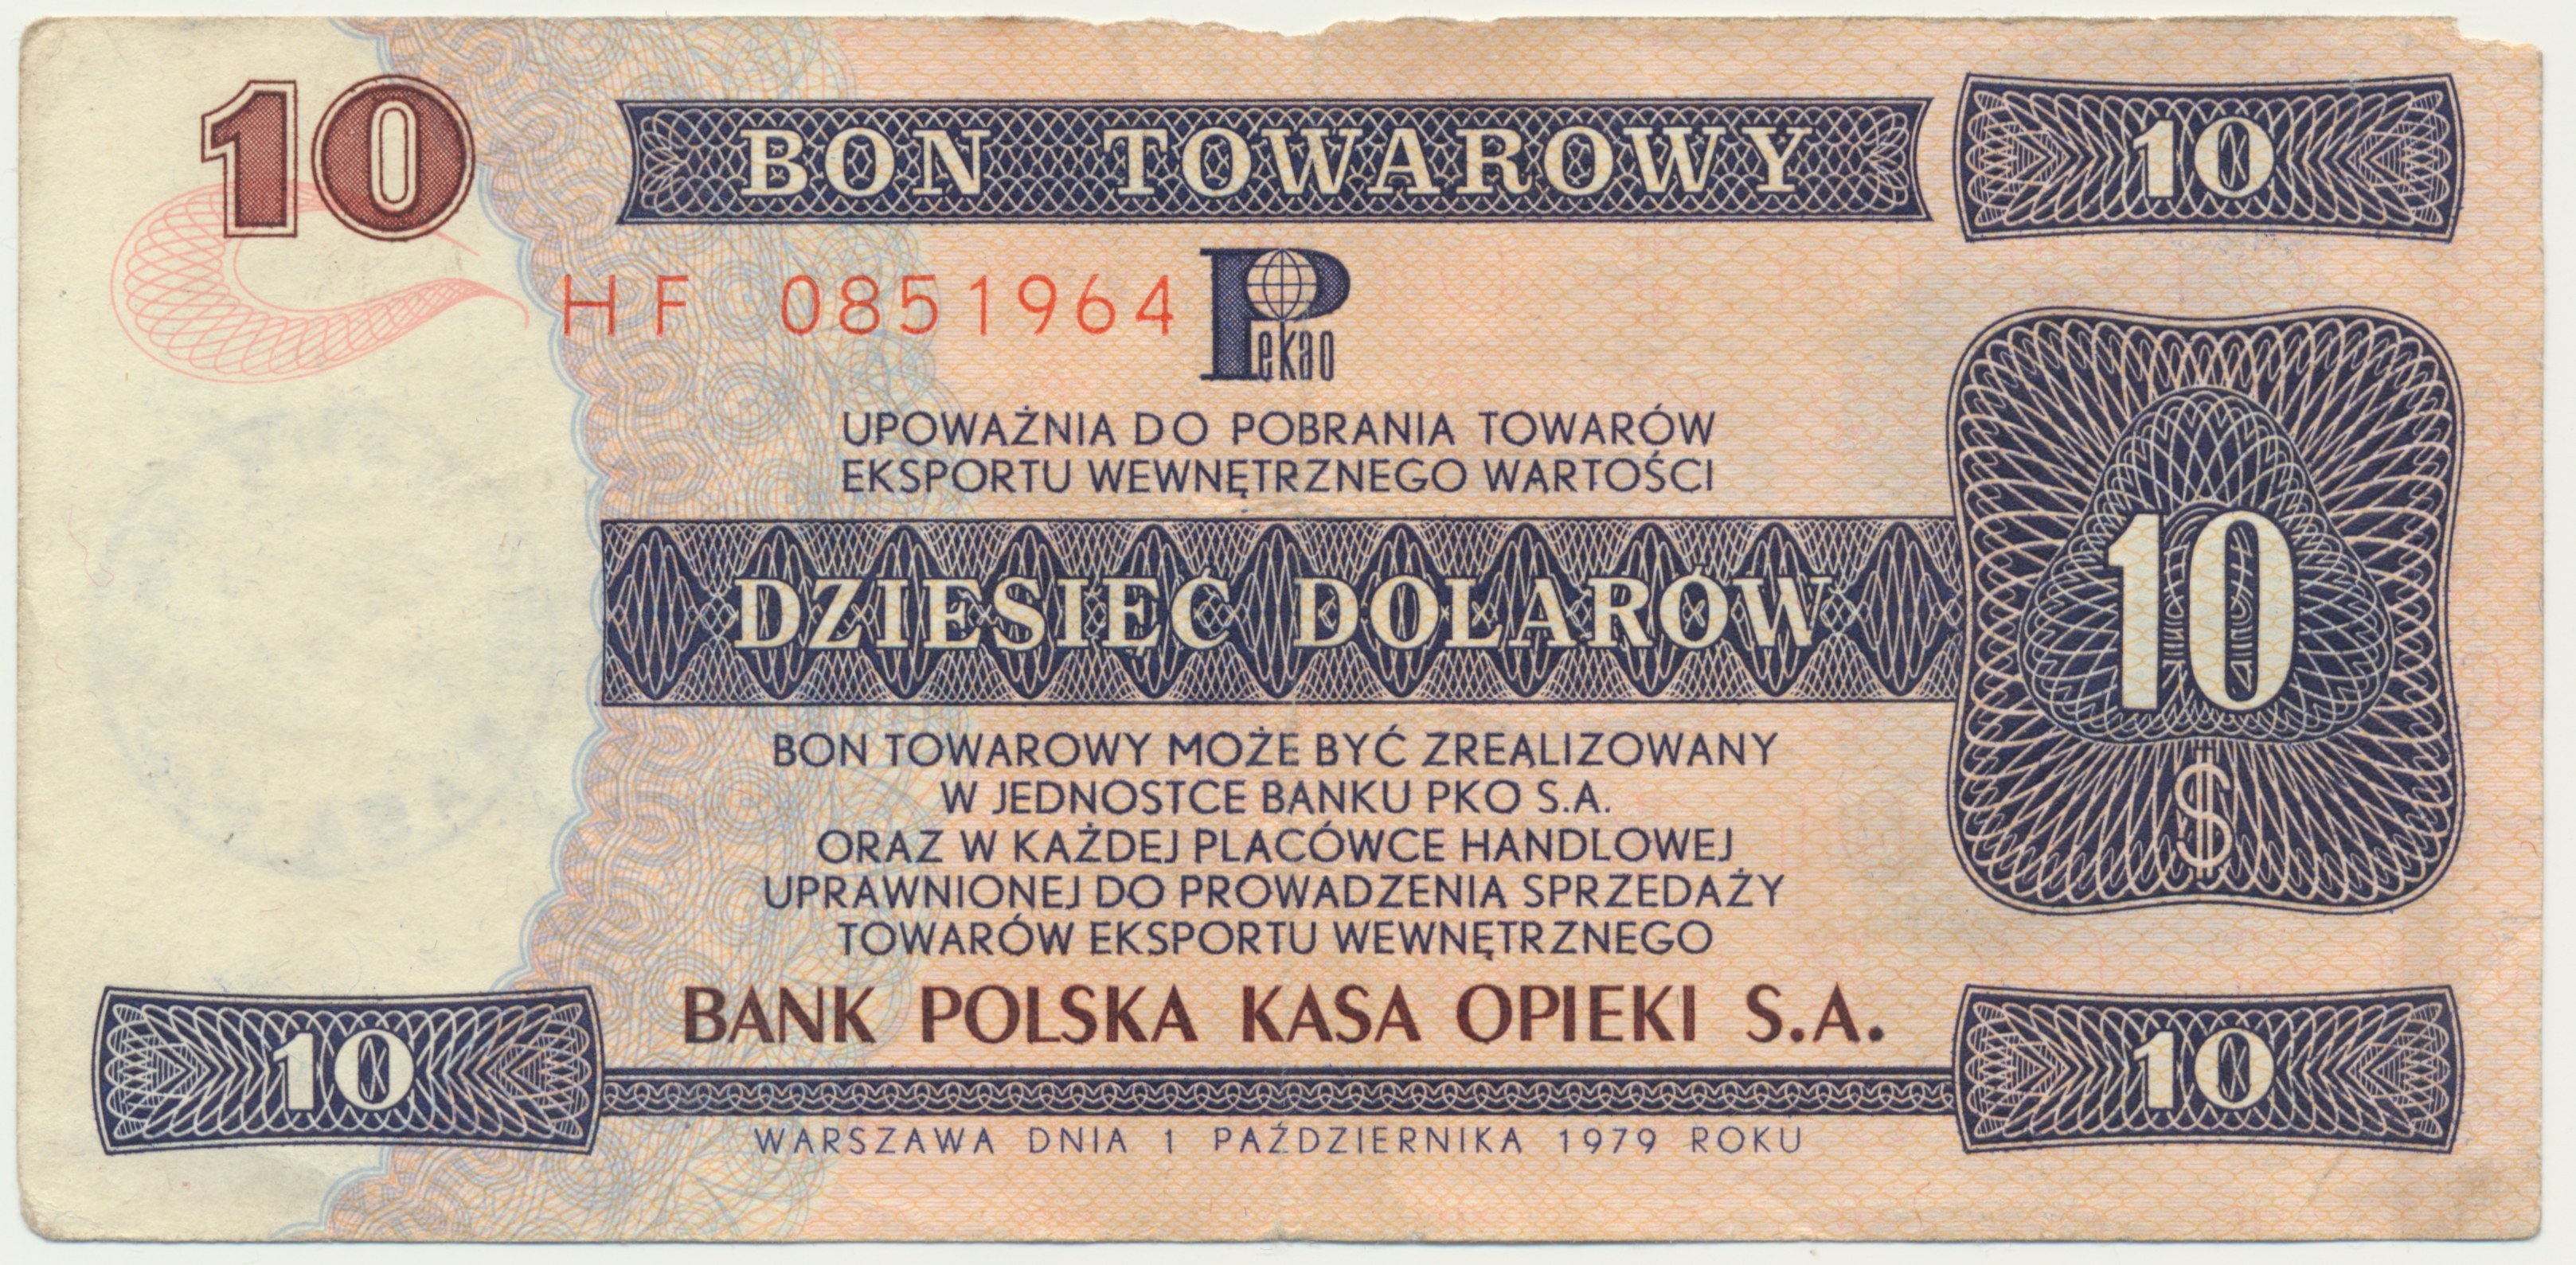 10
BON TOWAROWY
10
HF 0851964
Pekao
UPOWAŻNIA DO POBRANIA TOWARÓW
EKSPORTU WEWNĘTRZNEGO WARTOŚCI
DZIESIĘĆ DOLARÓW
10
$
BON TOWAROWY MOŻE BYĆ ZREALIZOWANY
W JEDNOSTCE BANKU PKO S.A.
ORAZ W KAŻDEJ PLACÓWCE HANDLOWEJ
UPRAWNIONEJ DO PROWADZENIA SPRZEDAŻY
TOWARÓW EKSPORTU WEWNĘTRZNEGO
BANK POLSKA KASA OPIEKI S.A.
10
10
WARSZAWA DNIA 1 PAŹDZIERNIKA 1979 ROKU